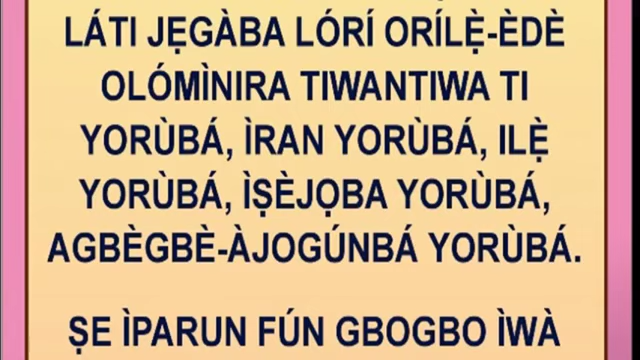 LÁTI JẸGÀBA LÓRÍ ORÍLẸ̀-ÈDÈ
OLÓMÌNIRA TIWANTIWA TI
YORÙBÁ, ÌRAN YORÙBÁ, ILẸ̀
YORÙBÁ, ÌṢÈJỌBA YORÙBÁ,
AGBÈGBÈ-ÀJOGÚNBÁ YORÙBÁ.
ṢE ÌPARUN FÚN GBOGBO ÌWÀ